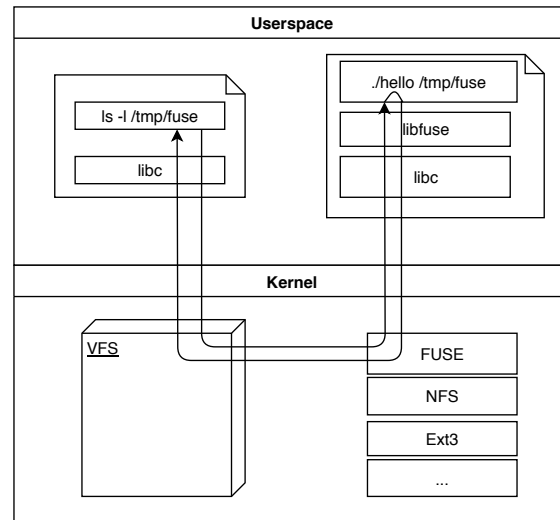 Userspace
ls -l /tmp/fuse
libc
./hello /tmp/fuse
libfuse
libc
Kernel
VFS
FUSE
NFS
Ext3
...